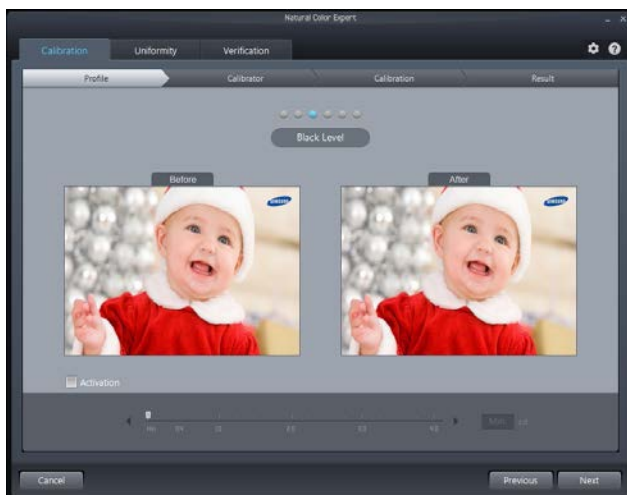 Natural Color Expert
Calibration Uniformity Verification
Profile Calibrator Calibration Result
Black Level
Before After
SAMSUNG SAMSUNG
Activation
Cancel Previous Next